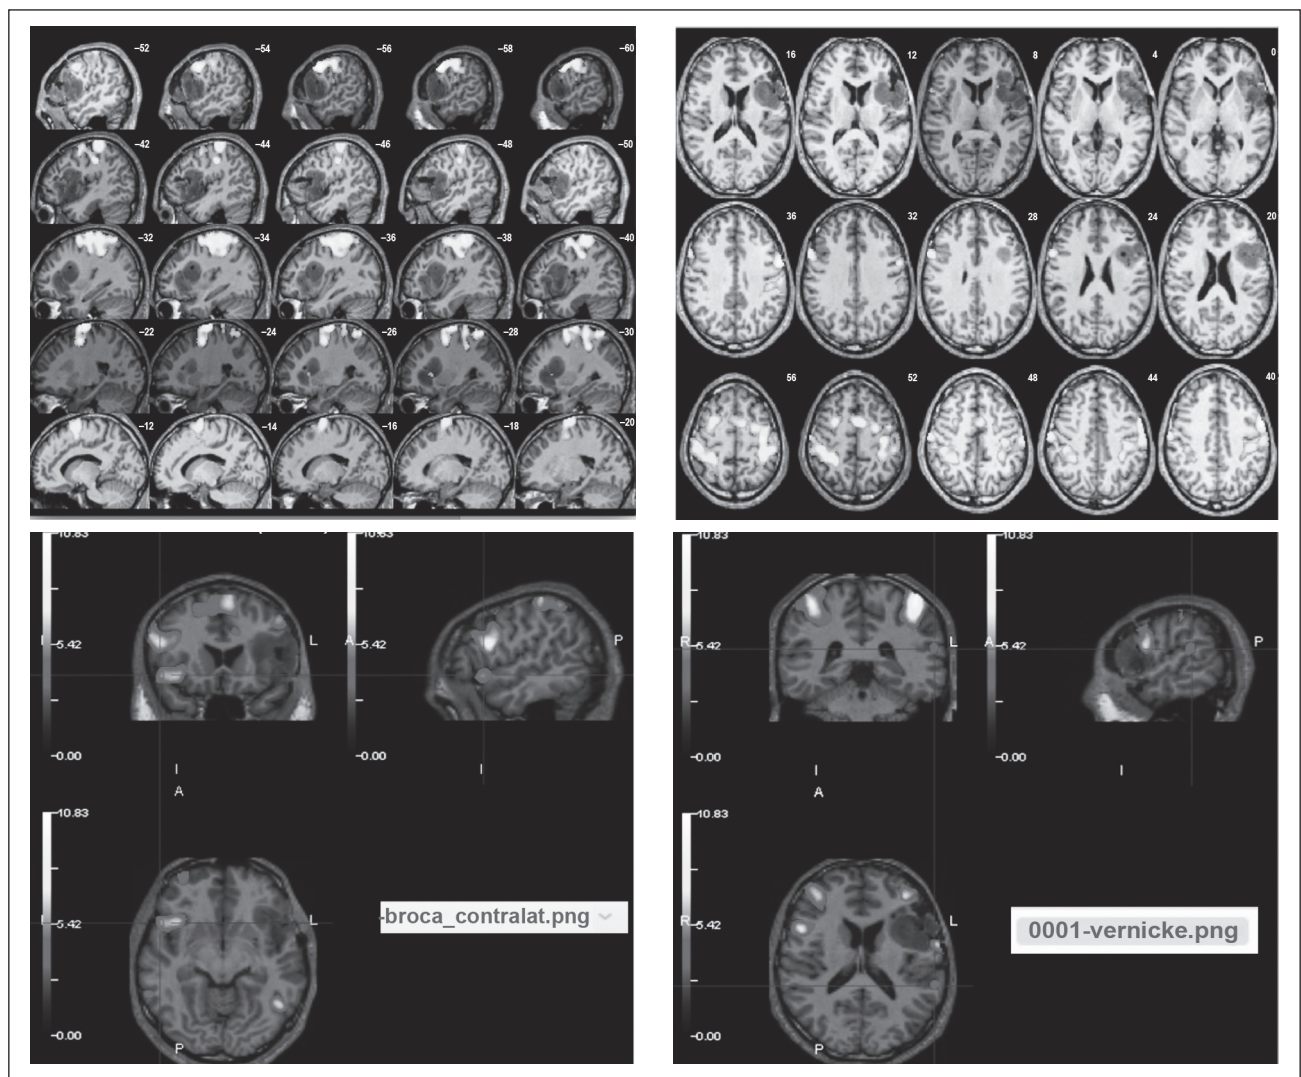 −52 −54 −56 −58 −60
−42 −44 −46 −48 −50
−32 −34 −36 −38 −40
−22 −24 −26 −28 −30
−12 −14 −16 −18 −20
16 12 8 4 0
36 32 28 24 20
56 52 48 44 40
10.83 10.83
5.42 L A 5.42 P
0.00 0.00
I I
A
10.83
5.42 L
0.00
P
-broca_contralat.png
10.83 10.83
R 5.42 L A 5.42 P
0.00 0.00
I I
A
10.83
R 5.42 L
0.00
P
0001-vernicke.png